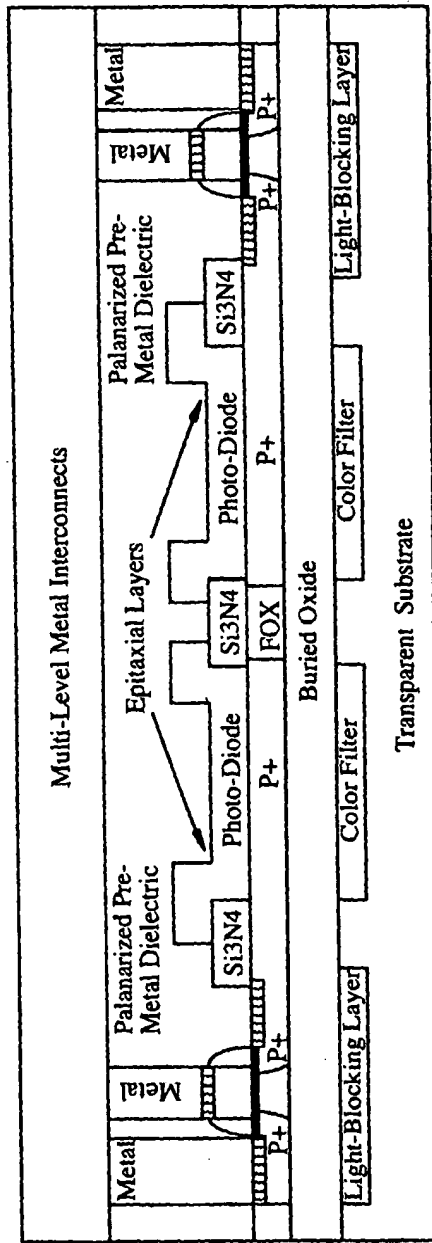 Multi-Level Metal Interconnects
Metal
Metal
Palanarized Pre-
Metal Dielectric
Epitaxial Layers
Palanarized Pre-
Metal Dielectric
Metal
Metal
Si3N4
Photo-Diode
Si3N4
Photo-Diode
Si3N4
P+
P+
P+
FOX
P+
P+
P+
Buried Oxide
Light-Blocking Layer
Color Filter
Color Filter
Light-Blocking Layer
Transparent Substrate